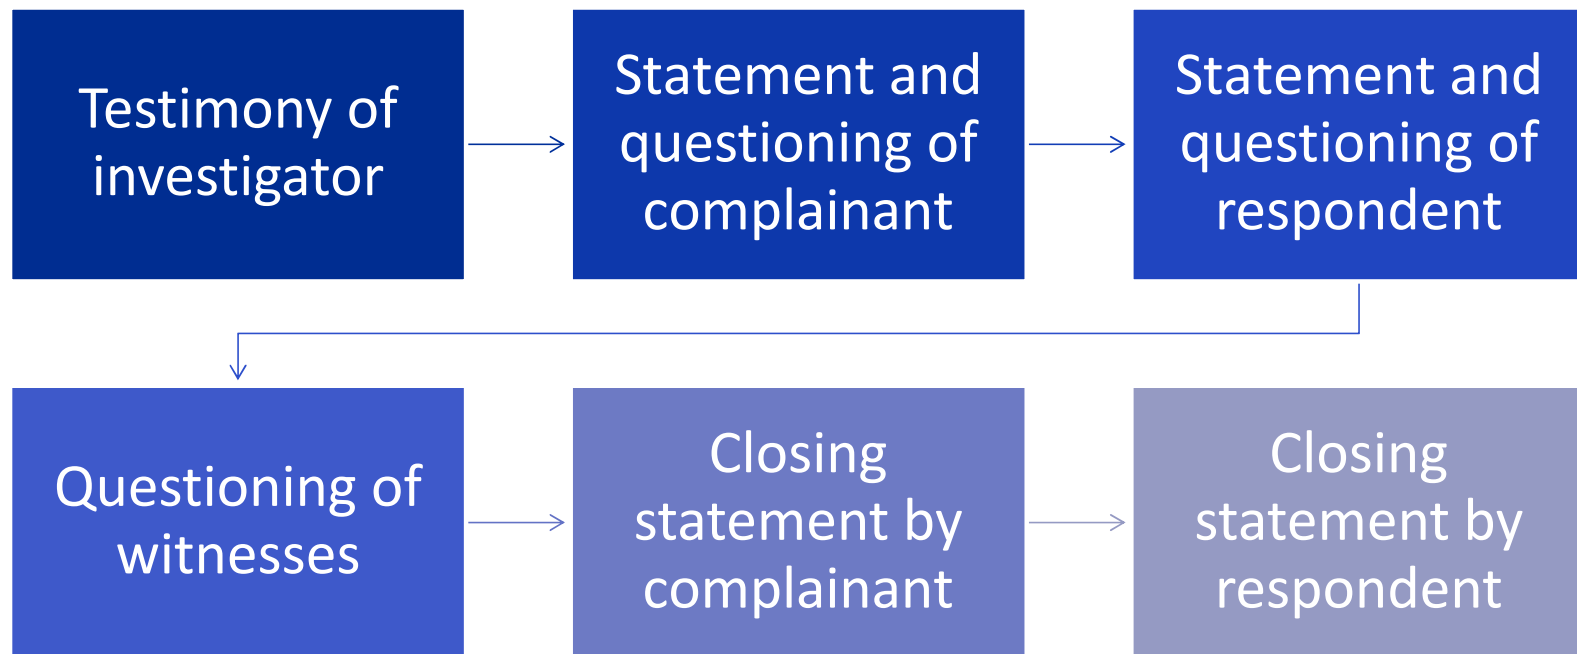 Testimony of
investigator
Statement and
questioning of
complainant
Statement and
questioning of
respondent
Questioning of
witnesses
Closing
statement by
complainant
Closing
statement by
respondent